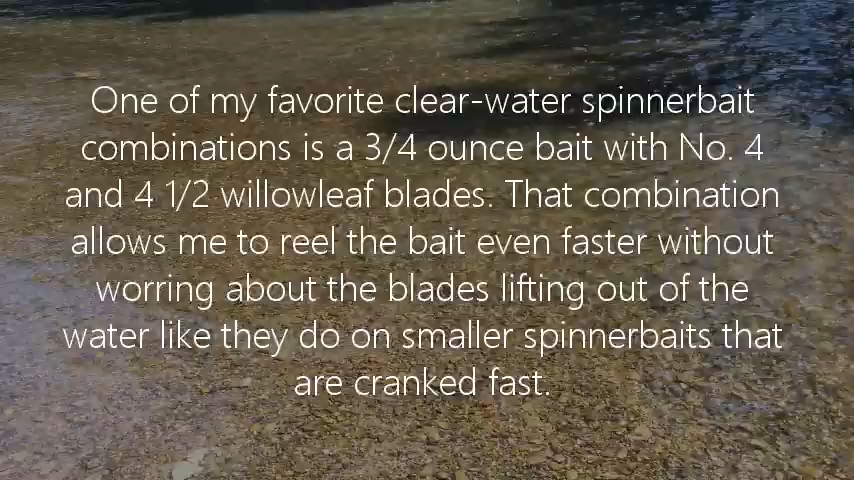 One of my favorite clear-water spinnerbait
combinations is a 3/4 ounce bait with No. 4
and 4 1/2 willowleaf blades. That combination
allows me to reel the bait even faster without
worring about the blades lifting out of the
water like they do on smaller spinnerbaits that
are cranked fast.